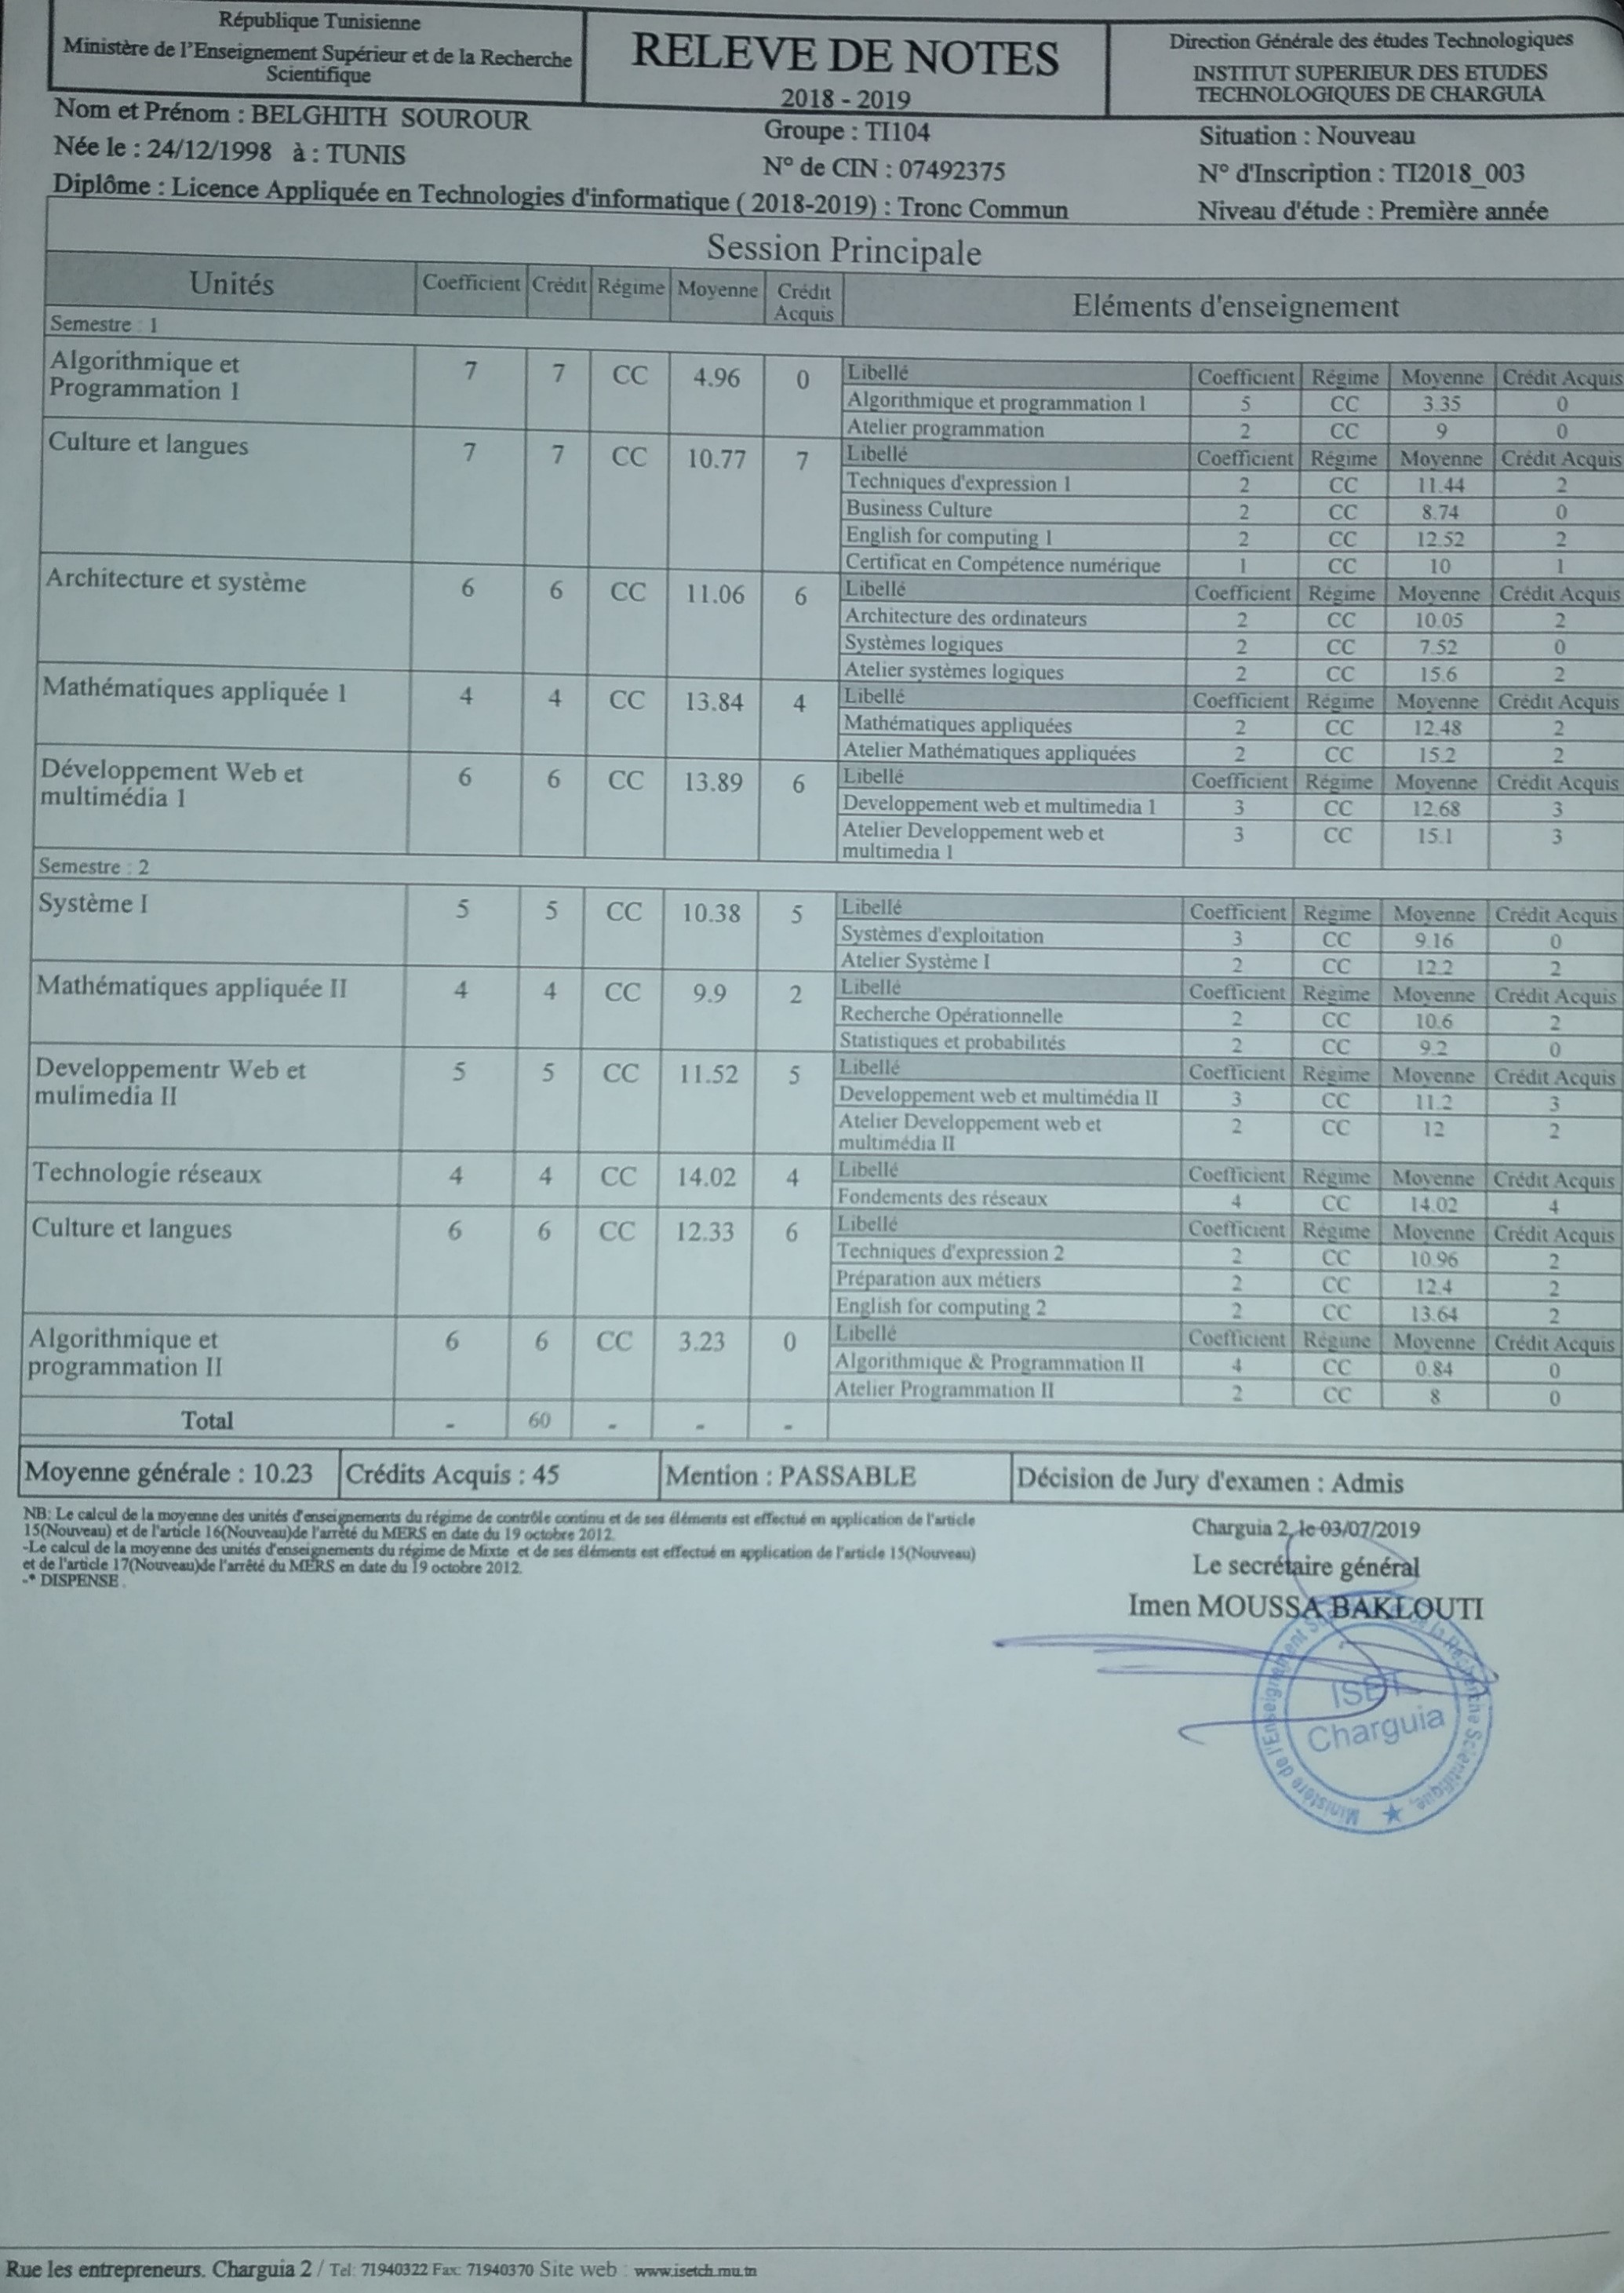 République Tunisienne
Ministère de l'Enseignement Supérieur et de la Recherche
Scientifique
RELEVE DE NOTES
2018 - 2019
Direction Générale des études Technologiques
INSTITUT SUPERIEUR DES ETUDES
TECHNOLOGIQUES DE CHARGUIA
Nom et Prénom : BELGHITH SOUROUR
Groupe : TI104
Situation : Nouveau
Née le : 24/12/1998 à : TUNIS
N° de CIN : 07492375
N° d'Inscription : TI2018_003
Diplôme : Licence Appliquée en Technologies d'informatique ( 2018-2019) : Tronc Commun
Niveau d'étude : Première année
Session Principale
Unités Coefficient Crédit Régime Moyenne Crédit Acquis Eléments d'enseignement
Semestre : 1
Algorithmique et Programmation 1 7 7 CC 4.96 0
Libellé Coefficient Régime Moyenne Crédit Acquis
Algorithmique et programmation 1 5 CC 3.35 0
Atelier programmation 2 CC 9 0
Culture et langues 7 7 CC 10.77 7
Libellé Coefficient Régime Moyenne Crédit Acquis
Techniques d'expression 1 2 CC 11.44 2
Business Culture 2 CC 8.74 0
English for computing 1 2 CC 12.52 2
Certificat en Compétence numérique 1 CC 10 1
Architecture et système 6 6 CC 11.06 6
Libellé Coefficient Régime Moyenne Crédit Acquis
Architecture des ordinateurs 2 CC 10.05 2
Systèmes logiques 2 CC 7.52 0
Atelier systèmes logiques 2 CC 15.6 2
Mathématiques appliquée 1 4 4 CC 13.84 4
Libellé Coefficient Régime Moyenne Crédit Acquis
Mathématiques appliquées 2 CC 12.48 2
Atelier Mathématiques appliquées 2 CC 15.2 2
Développement Web et multimédia 1 6 6 CC 13.89 6
Libellé Coefficient Régime Moyenne Crédit Acquis
Developpement web et multimedia 1 3 CC 12.68 3
Atelier Developpement web et multimedia 1 3 CC 15.1 3
Semestre : 2
Système I 5 5 CC 10.38 5
Libellé Coefficient Régime Moyenne Crédit Acquis
Systèmes d'exploitation 3 CC 9.16 0
Atelier Système I 2 CC 12.2 2
Mathématiques appliquée II 4 4 CC 9.9 2
Libellé Coefficient Régime Moyenne Crédit Acquis
Recherche Opérationnelle 2 CC 10.6 2
Statistiques et probabilités 2 CC 9.2 0
Developpementr Web et mulimedia II 5 5 CC 11.52 5
Libellé Coefficient Régime Moyenne Crédit Acquis
Developpement web et multimédia II 3 CC 11.2 3
Atelier Developpement web et multimédia II 2 CC 12 2
Technologie réseaux 4 4 CC 14.02 4
Libellé Coefficient Régime Moyenne Crédit Acquis
Fondements des réseaux 4 CC 14.02 4
Culture et langues 6 6 CC 12.33 6
Libellé Coefficient Régime Moyenne Crédit Acquis
Techniques d'expression 2 2 CC 10.96 2
Préparation aux métiers 2 CC 12.4 2
English for computing 2 2 CC 13.64 2
Algorithmique et programmation II 6 6 CC 3.23 0
Libellé Coefficient Régime Moyenne Crédit Acquis
Algorithmique & Programmation II 4 CC 0.84 0
Atelier Programmation II 2 CC 8 0
Total - 60 - - -
Moyenne générale : 10.23 Crédits Acquis : 45 Mention : PASSABLE Décision de Jury d'examen : Admis
NB: Le calcul de la moyenne des unités d'enseignements du régime de contrôle continu et de ses éléments est effectué en application de l'article
15(Nouveau) et de l'article 16(Nouveau)de l'arrêté du MERS en date du 19 octobre 2012.
-Le calcul de la moyenne des unités d'enseignements du régime de Mixte et de ses éléments est effectué en application de l'article 15(Nouveau)
et de l'article 17(Nouveau)de l'arrêté du MERS en date du 19 octobre 2012.
-* DISPENSE .
Charguia 2, le 03/07/2019
Le secrétaire général
Imen MOUSSA BAKLOUTI
ISET
Charguia
Ministère de l'Enseignement Supérieur de la Recherche Scientifique,
Rue les entrepreneurs. Charguia 2 / Tel: 71940322 Fax: 71940370 Site web : www.isetch.rnu.tn